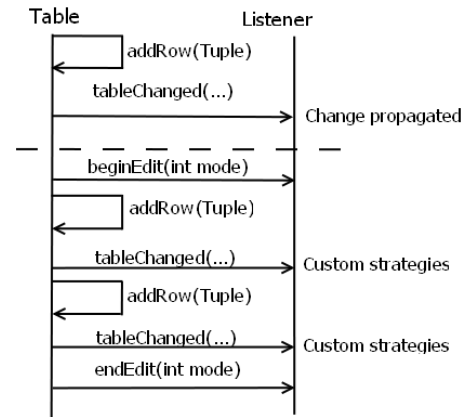 Table Listener
addRow(Tuple)
tableChanged(...)
Change propagated
beginEdit(int mode)
addRow(Tuple)
tableChanged(...) Custom strategies
addRow(Tuple)
tableChanged(...) Custom strategies
endEdit(int mode)